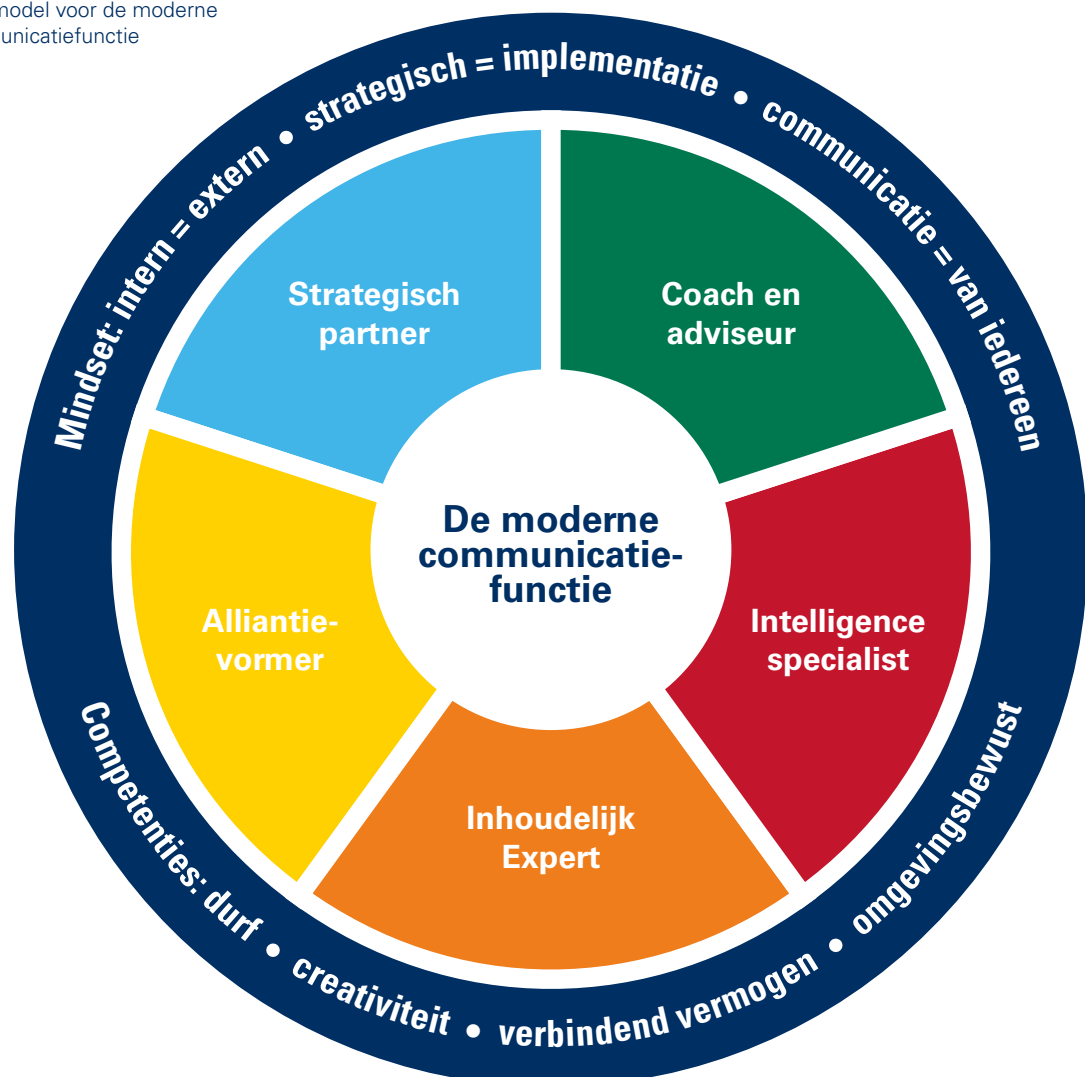 model voor de moderne
unicatiefunctie
Mindset: intern = extern • strategisch = implementatie • communicatie = van iedereen
Strategisch
partner
Coach en
adviseur
De moderne
communicatie-
functie
Alliantie-
vormer
Intelligence
specialist
Inhoudelijk
Expert
Competenties: durf • creativiteit • verbindend vermogen • omgevingsbewust